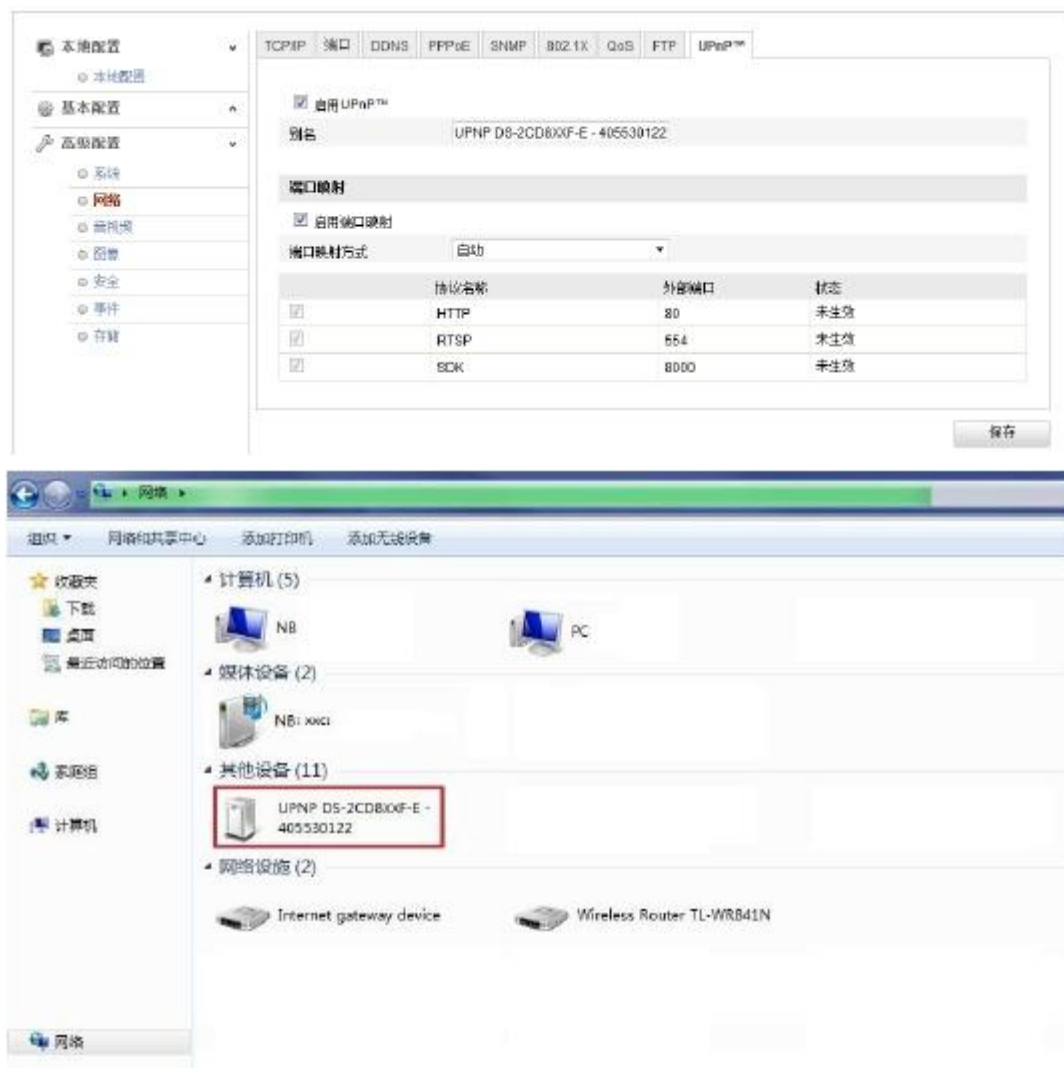 本地配置
本地配置
基本配置
高级配置
系统
网络
音视频
图像
安全
事件
存储
TCP/IP 端口 DDNS PPPoE SNMP 802.1X QoS FTP UPnP™
启用UPnP™
别名 UPNP DS-2CD8XXF-E - 405530122
端口映射
启用端口映射
端口映射方式 自动
协议名称 外部端口 状态
HTTP 80 未生效
RTSP 554 未生效
SDK 8000 未生效
保存
网络
组织 网络和共享中心 添加打印机 添加无线设备
收藏夹
下载
桌面
最近访问的位置
库
家庭组
计算机
网络
计算机 (5)
NB
PC
媒体设备 (2)
NB: xxcl
其他设备 (11)
UPNP DS-2CD8XXF-E -
405530122
网络设施 (2)
Internet gateway device
Wireless Router TL-WR841N